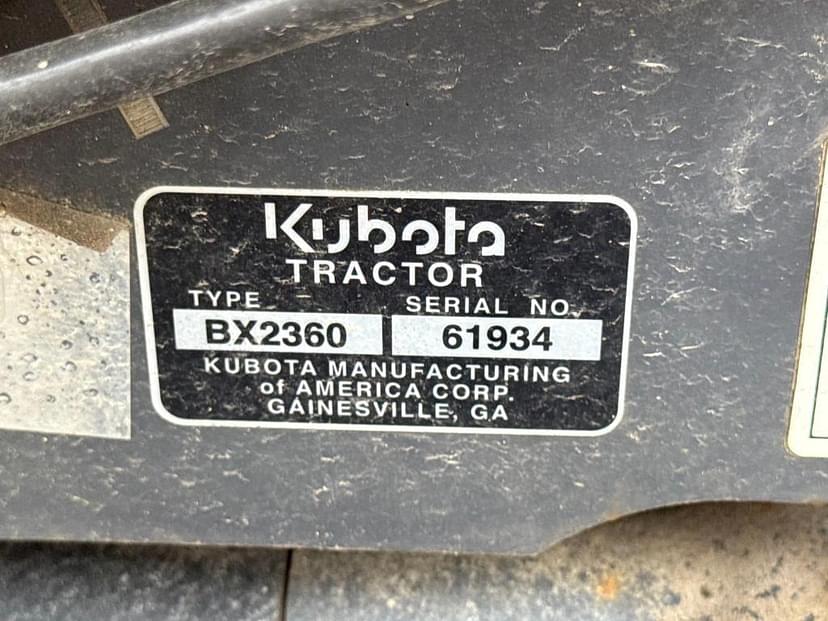 Kubota
TRACTOR
TYPE SERIAL NO.
BX2360 61934
KUBOTA MANUFACTURING
of AMERICA CORP.
GAINESVILLE, GA